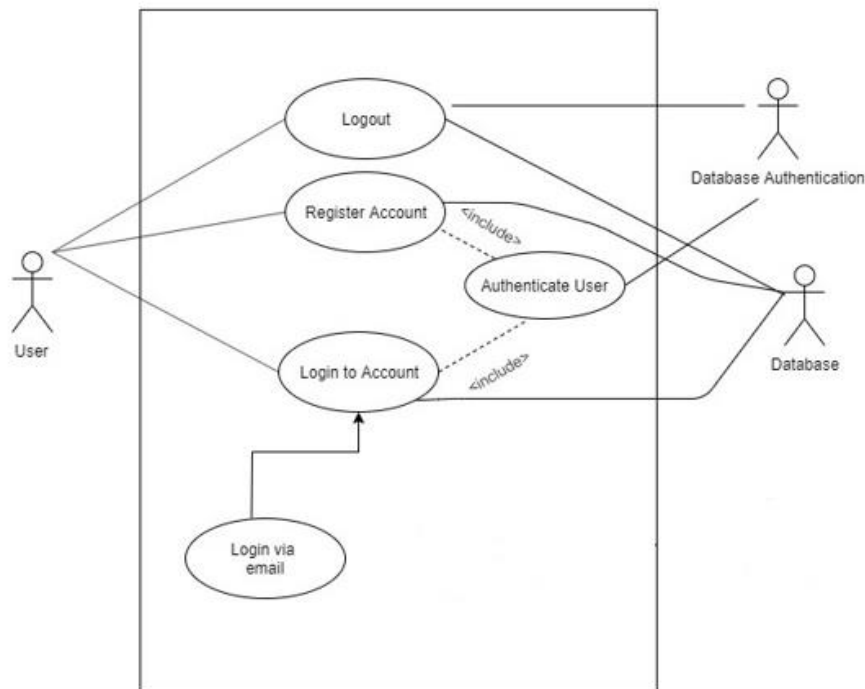 Logout
Database Authentication
Register Account
<include>
Authenticate User
User
Login to Account
<include>
Database
Login via
email